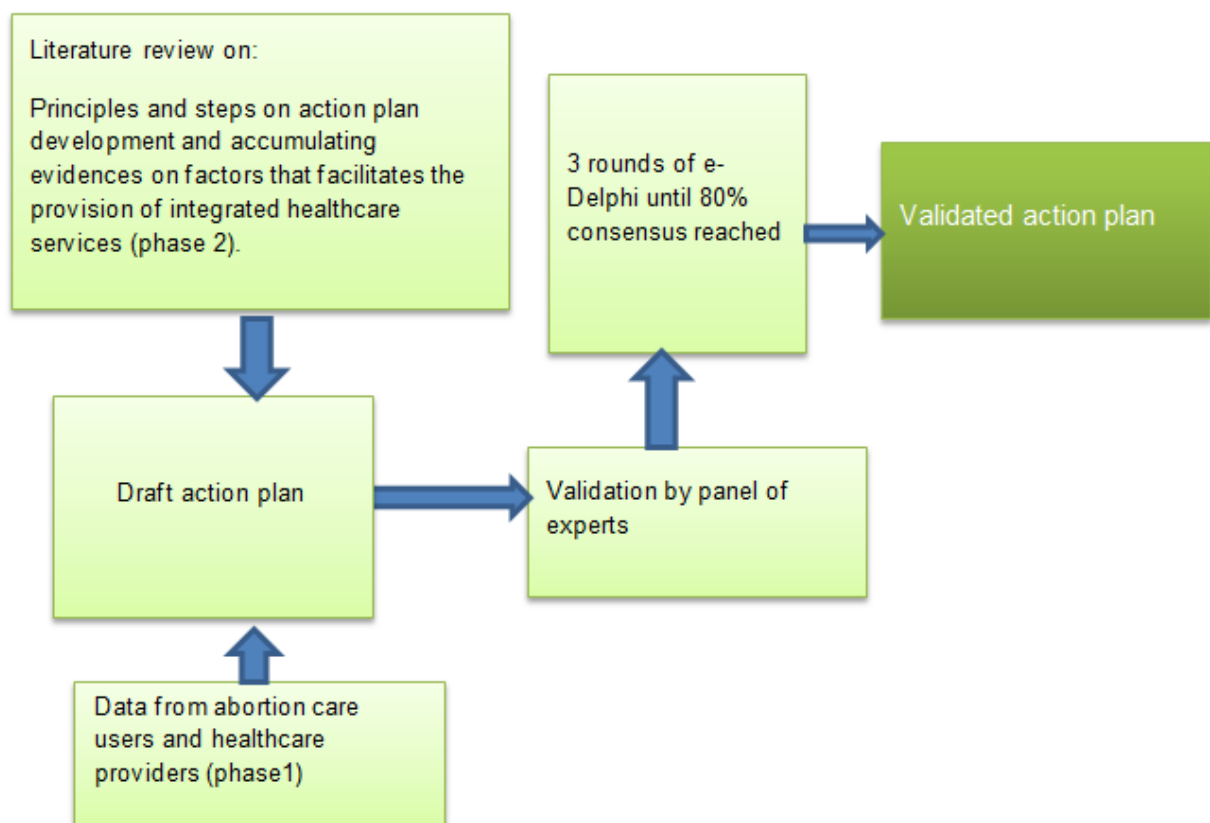 Literature review on:
Principles and steps on action plan
development and accumulating
evidences on factors that facilitates the
provision of integrated healthcare
services (phase 2).
3 rounds of e-
Delphi until 80%
consensus reached
Validated action plan
Draft action plan
Validation by panel of
experts
Data from abortion care
users and healthcare
providers (phase1)